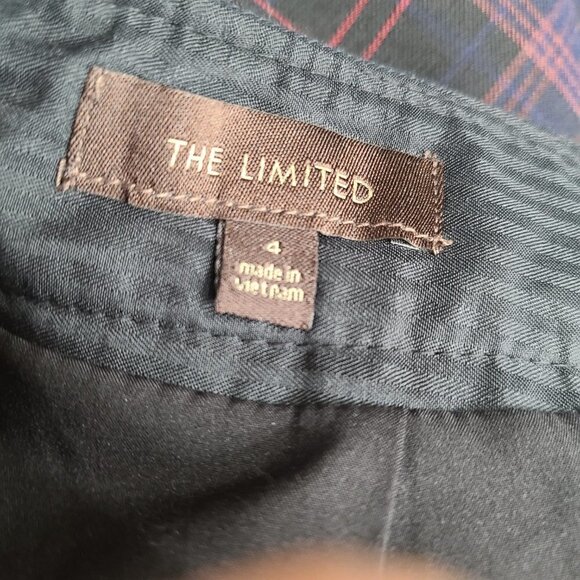 THE LIMITED
4
made in
vietnam